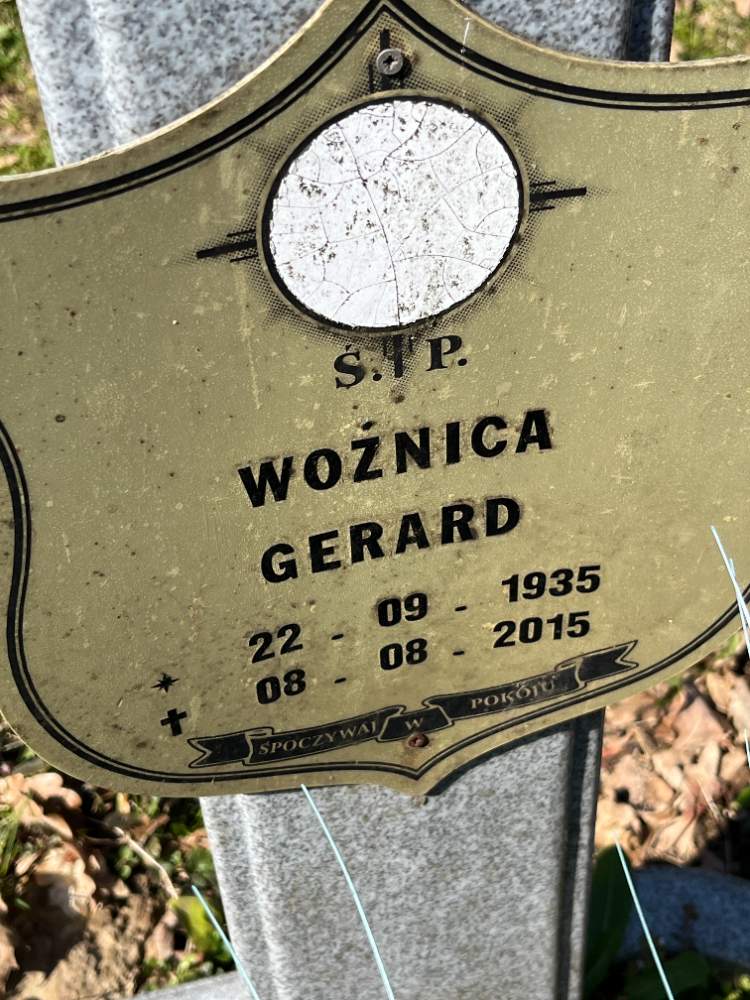 Ś. P.
WOŹNICA
GERARD
22 - 09 - 1935
08 - 08 - 2015
SPOCZYWAJ W POKOJU